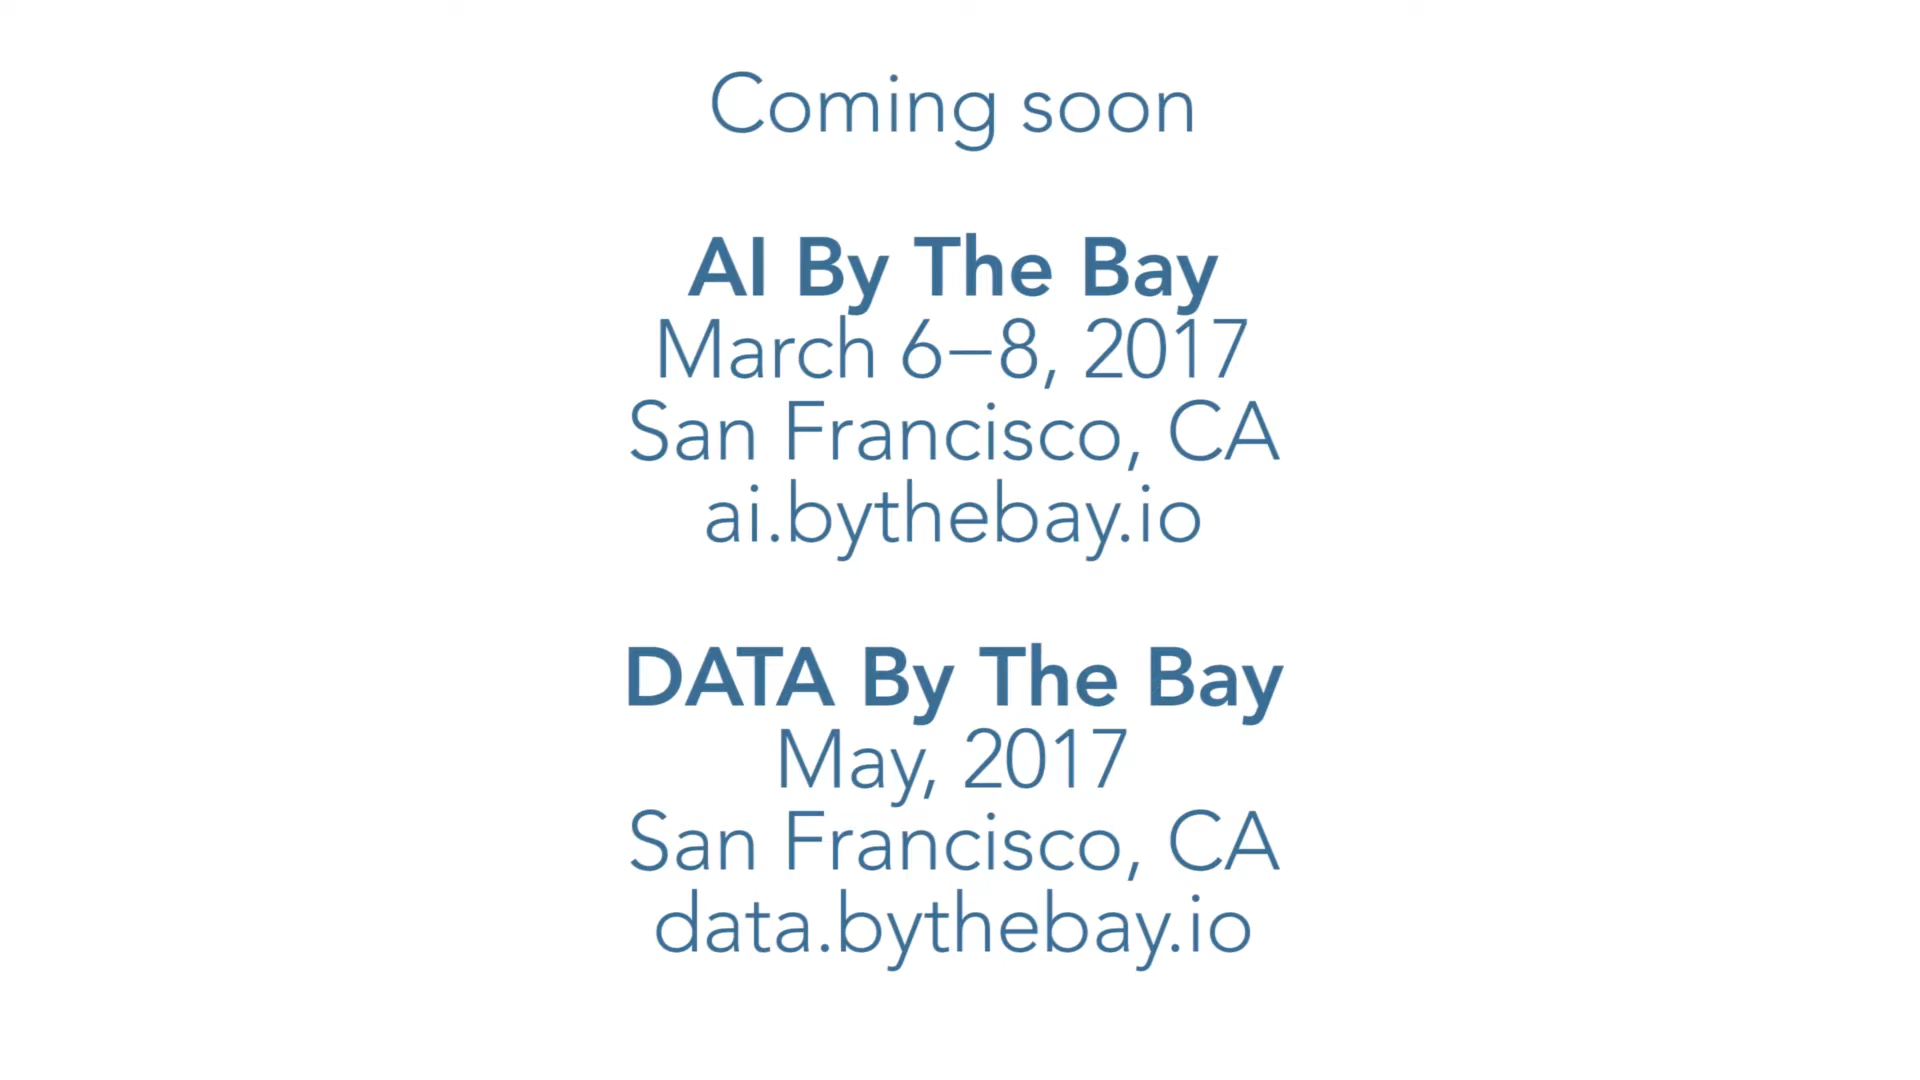 Coming soon
AI By The Bay
March 6–8, 2017
San Francisco, CA
ai.bythebay.io
DATA By The Bay
May, 2017
San Francisco, CA
data.bythebay.io